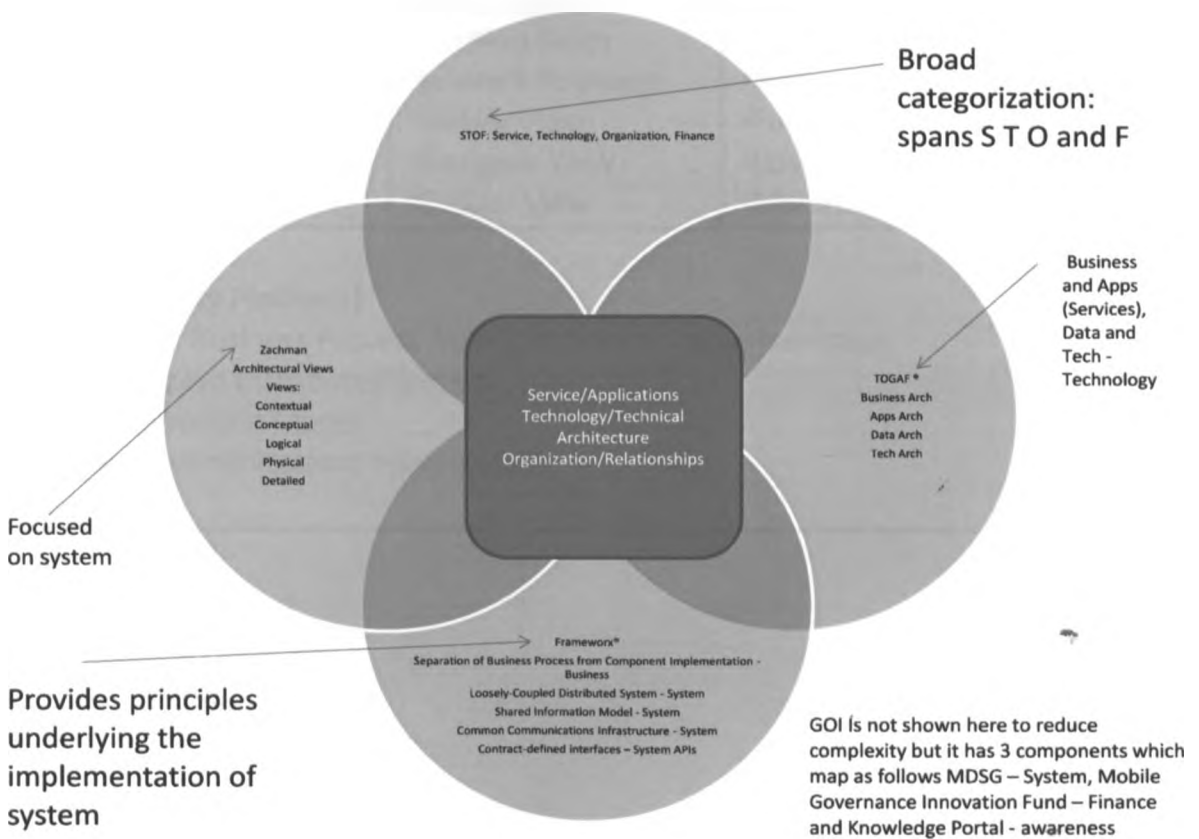 Broad
categorization:
spans S T O and F
STOF: Service, Technology, Organization, Finance
Business
and Apps
(Services),
Data and
Tech -
Technology
Zachman
Architectural Views
Views:
Contextual
Conceptual
Logical
Physical
Detailed
Service/Applications
Technology/Technical
Architecture
Organization/Relationships
TOGAF *
Business Arch
Apps Arch
Data Arch
Tech Arch
Focused
on system
Frameworx*
Separation of Business Process from Component Implementation -
Business
Loosely-Coupled Distributed System - System
Shared Information Model - System
Common Communications Infrastructure - System
Contract-defined interfaces – System APIs
Provides principles
underlying the
implementation of
system
GOI Is not shown here to reduce
complexity but it has 3 components which
map as follows MDSG – System, Mobile
Governance Innovation Fund – Finance
and Knowledge Portal - awareness